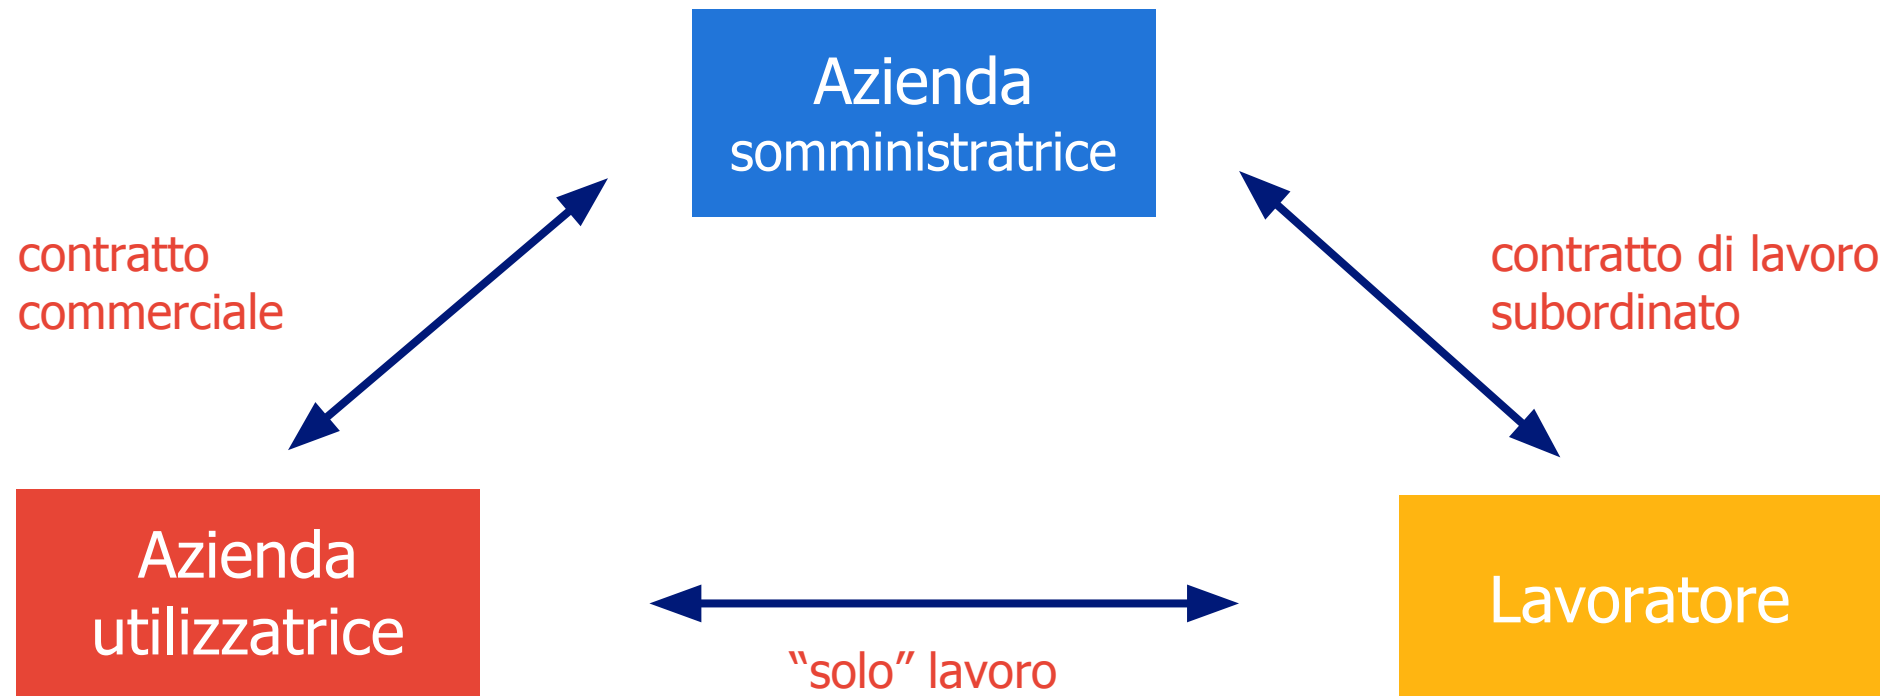 Azienda
somministratrice
contratto
commerciale
contratto di lavoro
subordinato
Azienda
utilizzatrice
Lavoratore
“solo” lavoro